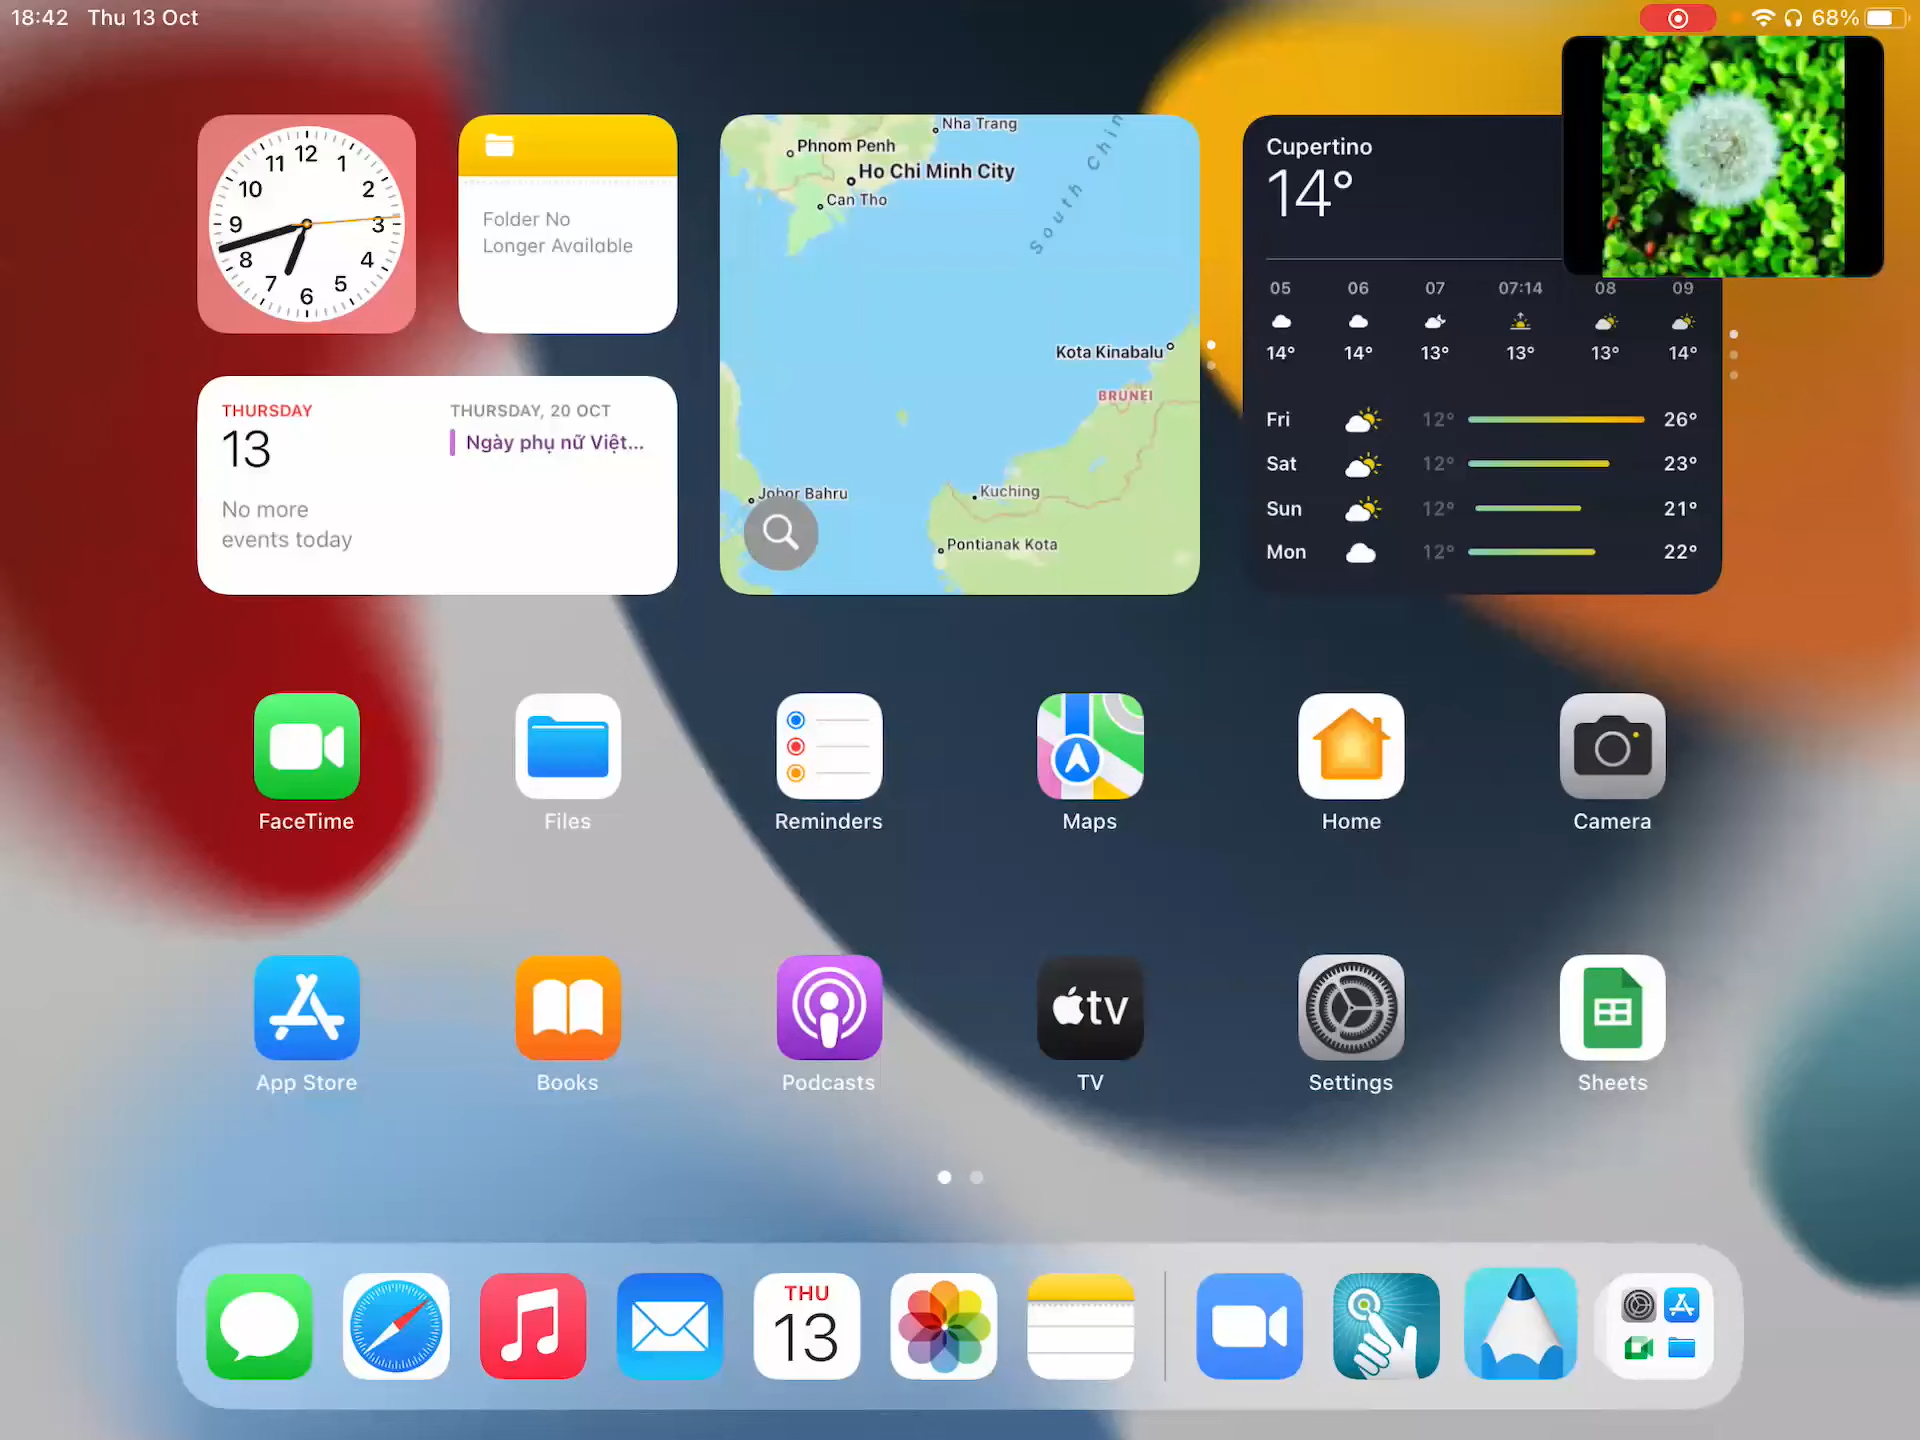 18:42 Thu 13 Oct
68%
12
11 1
10 2
9 3
8 4
7 5
6
Folder No
Longer Available
THURSDAY
13
No more
events today
THURSDAY, 20 OCT
Ngày phụ nữ Việt...
Nha Trang
Phnom Penh
Ho Chi Minh City
Can Tho
South Chin
Kota Kinabalu
BRUNEI
Johor Bahru
Kuching
Pontianak Kota
Cupertino
14°
05 06 07 07:14 08 09
14° 14° 13° 13° 13° 14°
Fri 12° 26°
Sat 12° 23°
Sun 12° 21°
Mon 12° 22°
FaceTime
Files
Reminders
Maps
Home
Camera
tv
App Store
Books
Podcasts
TV
Settings
Sheets
THU
13